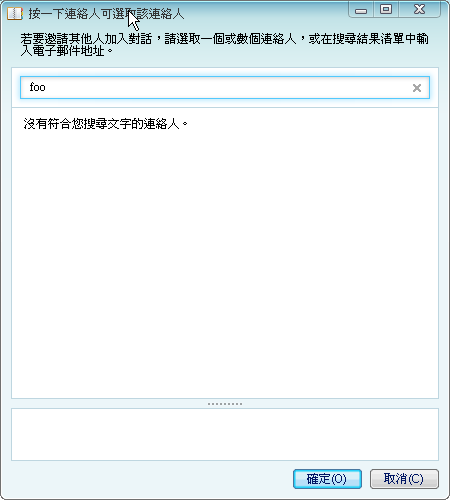 按一下連絡人可選取該連絡人
若要邀請其他人加入對話，請選取一個或數個連絡人，或在搜尋結果清單中輸
入電子郵件地址。
foo
沒有符合您搜尋文字的連絡人。
確定(O)
取消(C)